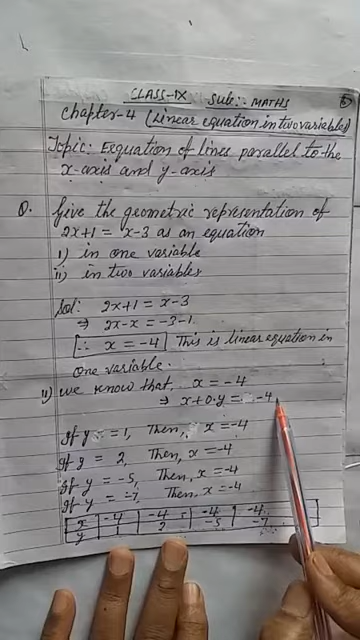 CLASS-IX Sub:- MATHS
Chapter-4 (Linear equation in two variables)
Topic: Eequation of lines parallel to the
x-axis and y-axis
Q. Give the geometric representation of
2x+1 = x-3 as an equation
i) in one variable
ii) in two variables
Sol: 2x+1 = x-3
⇒ 2x-x = -3-1
[∴ x = -4] This is linear equation in
one variable.
ii) we know that x = -4
⇒ x+0.y = -4
If y = 1, Then, x = -4
If y = 2, Then, x = -4
If y = -5, Then, x = -4
If y = -7, Then, x = -4
x -4 -4 -4 -4
y 1 2 -5 -7